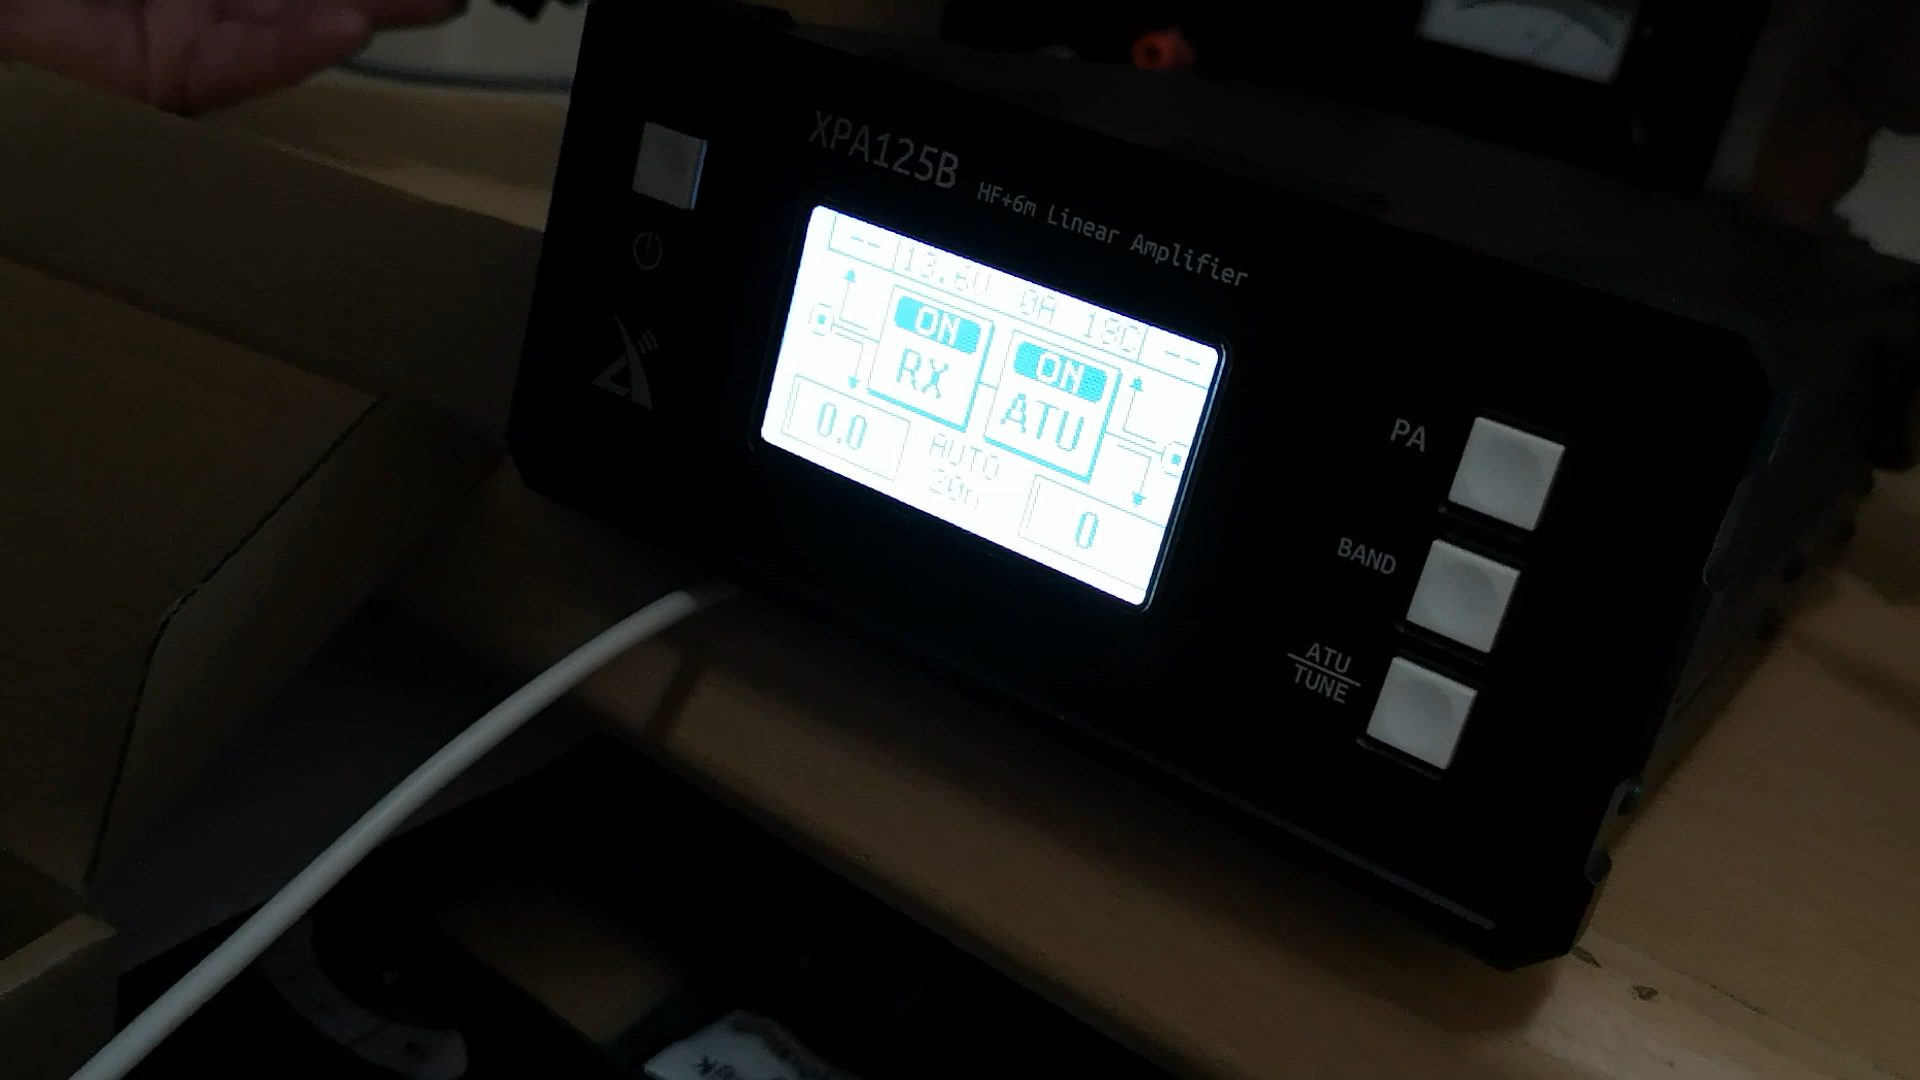 XPA125B HF+6m Linear Amplifier
-- 13.6V 0A 18C --
ON ON
RX ATU
0.0 AUTO 0
20m
PA
BAND
ATU
TUNE